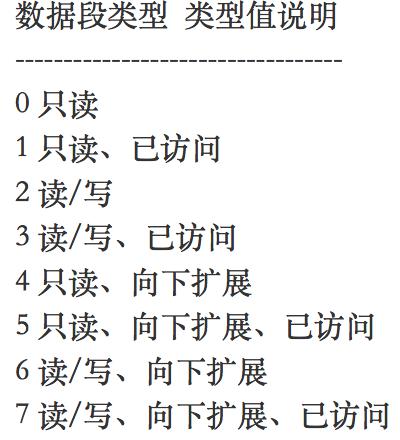 数据段类型 类型值说明
----------------------------------
0 只读
1 只读、已访问
2 读/写
3 读/写、已访问
4 只读、向下扩展
5 只读、向下扩展、已访问
6 读/写、向下扩展
7 读/写、向下扩展、已访问